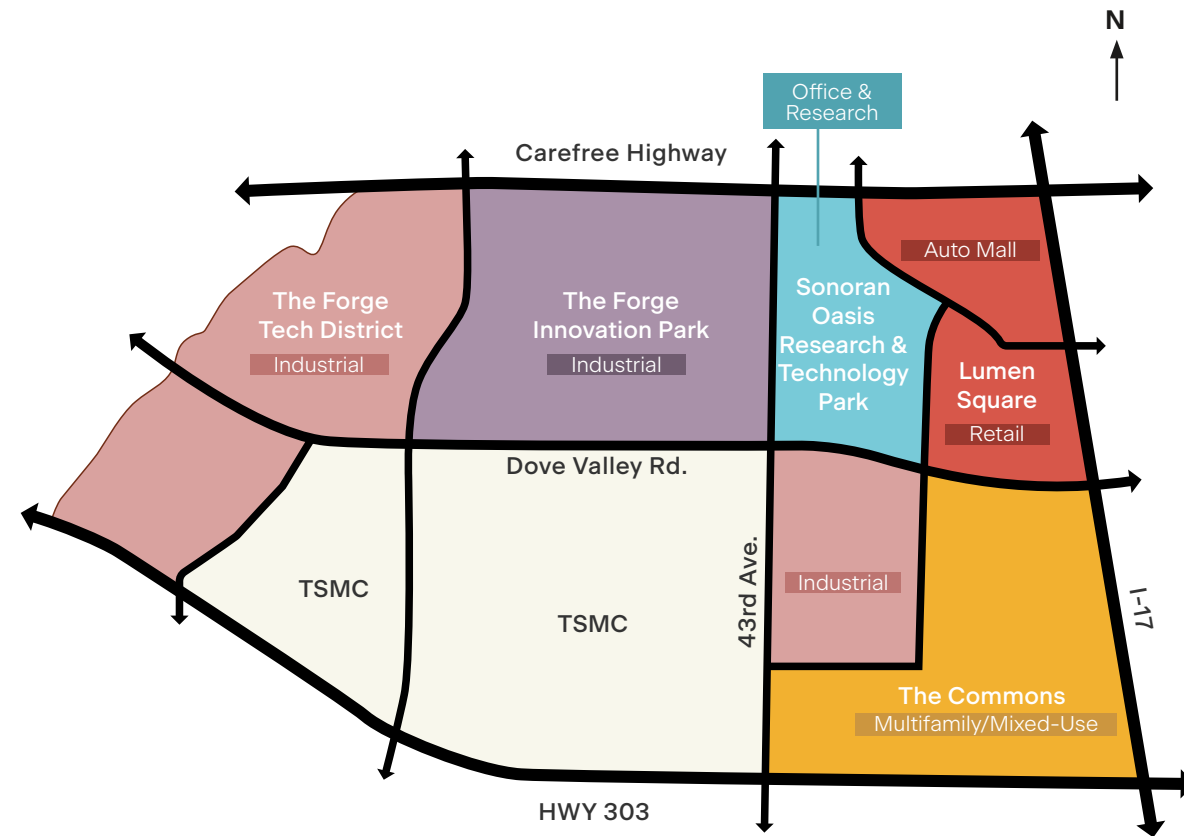 N
Office &
Research
Carefree Highway
Auto Mall
The Forge
Tech District
Industrial
The Forge
Innovation Park
Industrial
Sonoran
Oasis
Research &
Technology
Park
Lumen
Square
Retail
Dove Valley Rd.
TSMC
TSMC
43rd Ave.
Industrial
I-17
The Commons
Multifamily/Mixed-Use
HWY 303